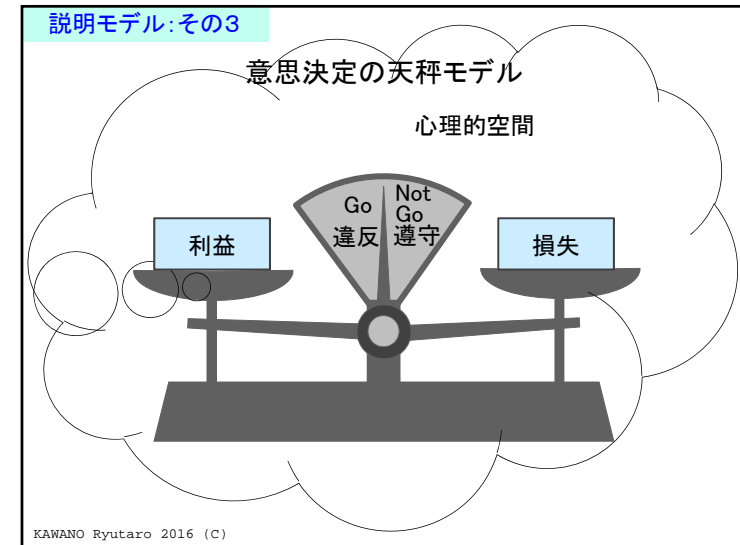 説明モデル:その3
意思決定の天秤モデル
心理的空間
Go
違反
Not
Go
遵守
利益
損失
KAWANO Ryutaro 2016 (C)